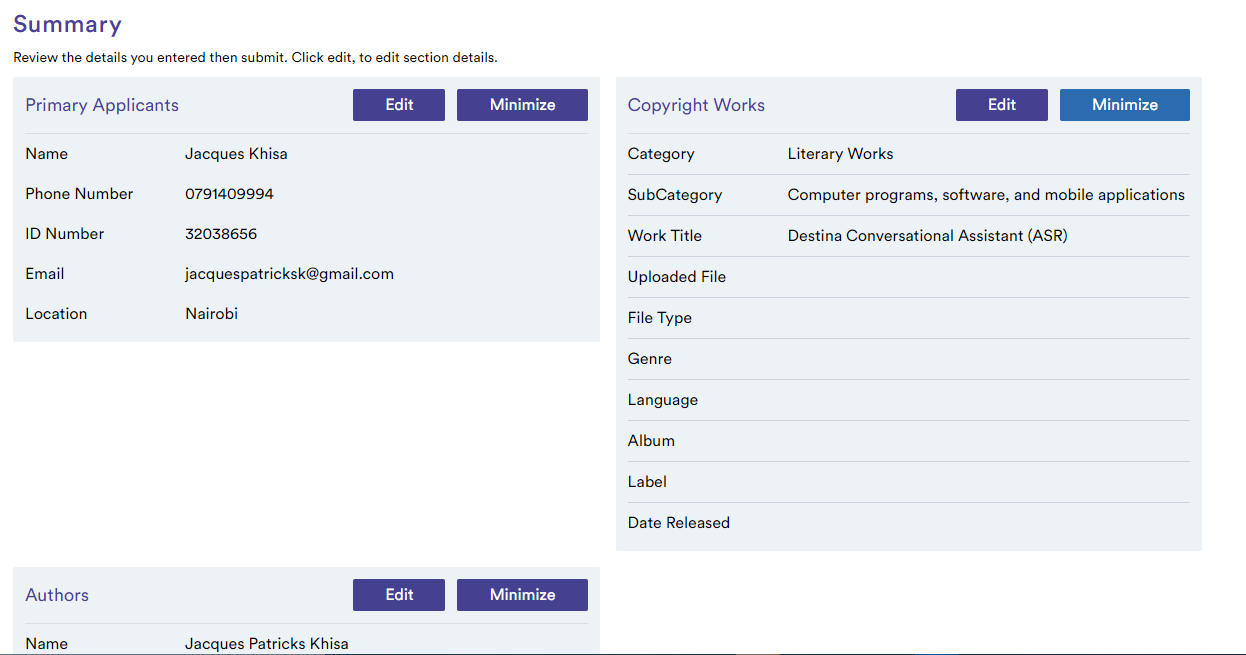 Summary
Review the details you entered then submit. Click edit, to edit section details.
Primary Applicants Edit Minimize
Name Jacques Khisa
Phone Number 0791409994
ID Number 32038656
Email jacquespatricksk@gmail.com
Location Nairobi
Copyright Works Edit Minimize
Category Literary Works
SubCategory Computer programs, software, and mobile applications
Work Title Destina Conversational Assistant (ASR)
Uploaded File
File Type
Genre
Language
Album
Label
Date Released
Authors Edit Minimize
Name Jacques Patricks Khisa